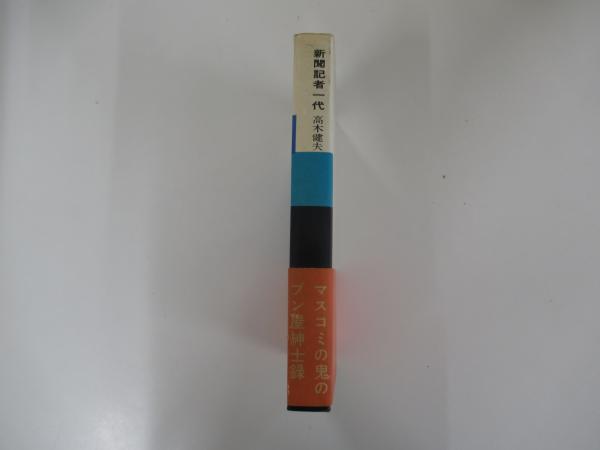 新聞記者一代 高木健夫
マスコミの鬼の
ブン屋紳士録